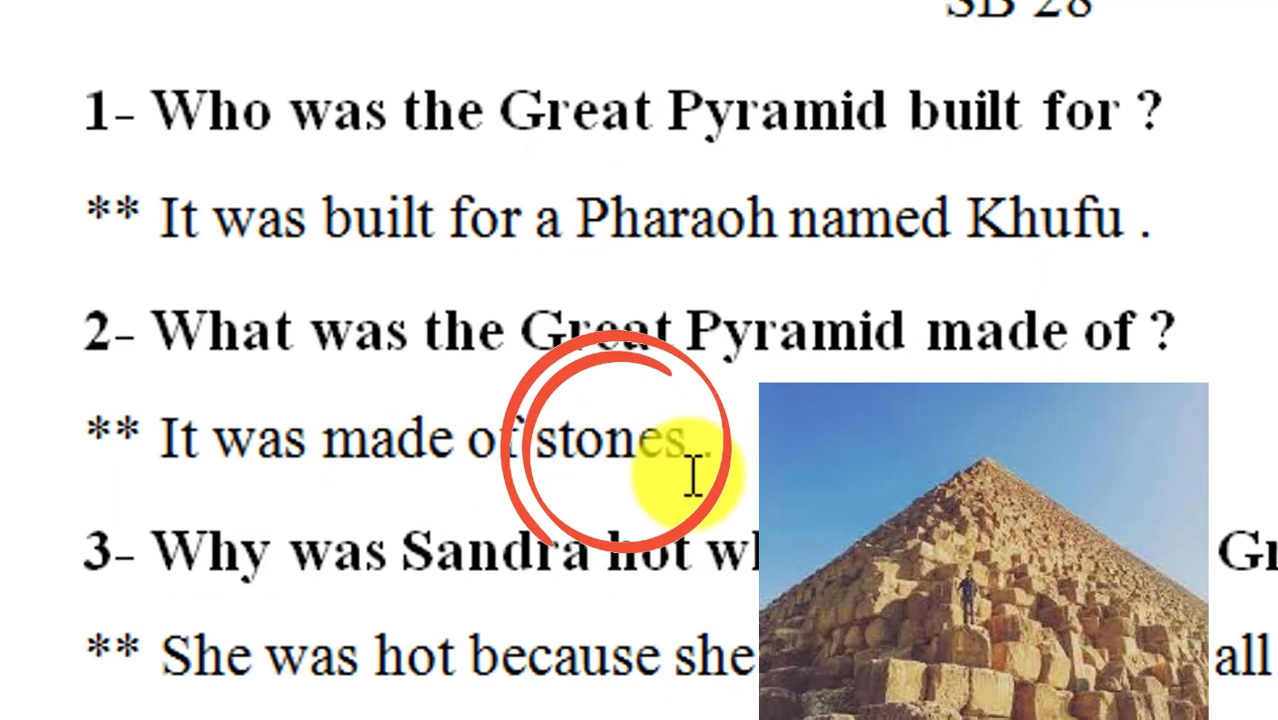 SB 28
1- Who was the Great Pyramid built for ?
** It was built for a Pharaoh named Khufu .
2- What was the Great Pyramid made of ?
** It was made of stones .
3- Why was Sandra hot
** She was hot because she all